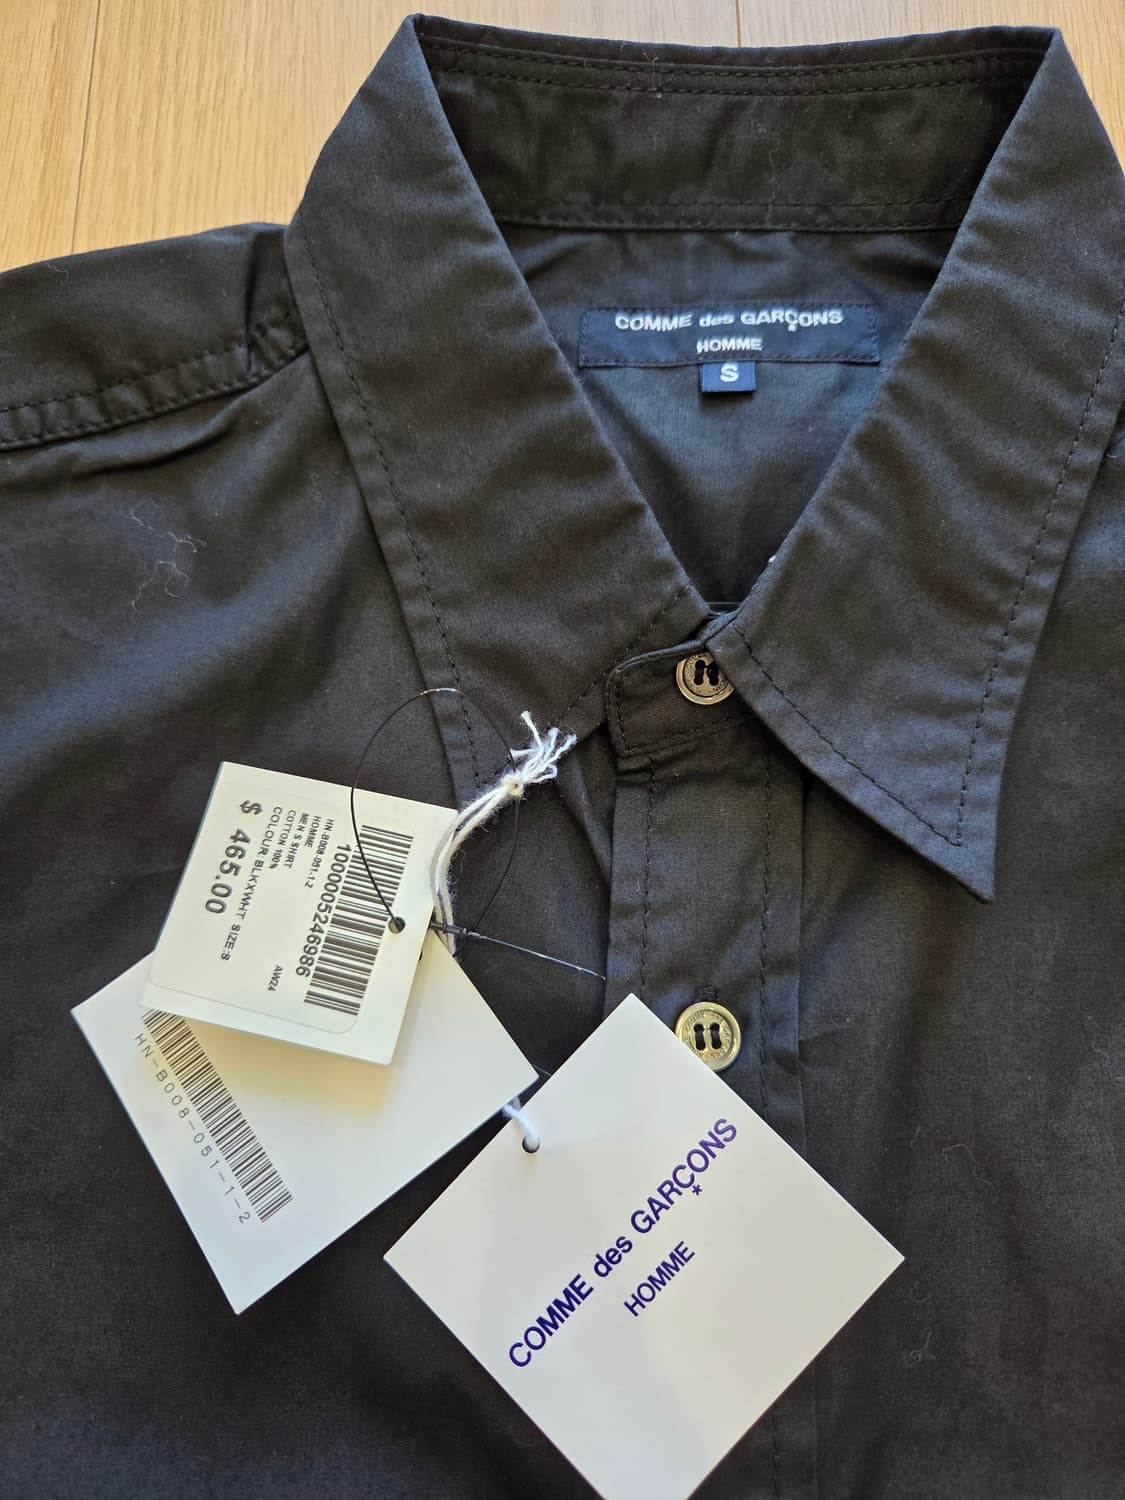 COMME des GARÇONS
*
HOMME
S
HN-B008-051-1-2
HOMME
MEN S SHIRT
COTTON 100%
COLOUR: BLKXWHT SIZE:S
AW24
$ 465.00
1000005246986
HN-B008-051-1-2
COMME des GARÇONS
*
HOMME